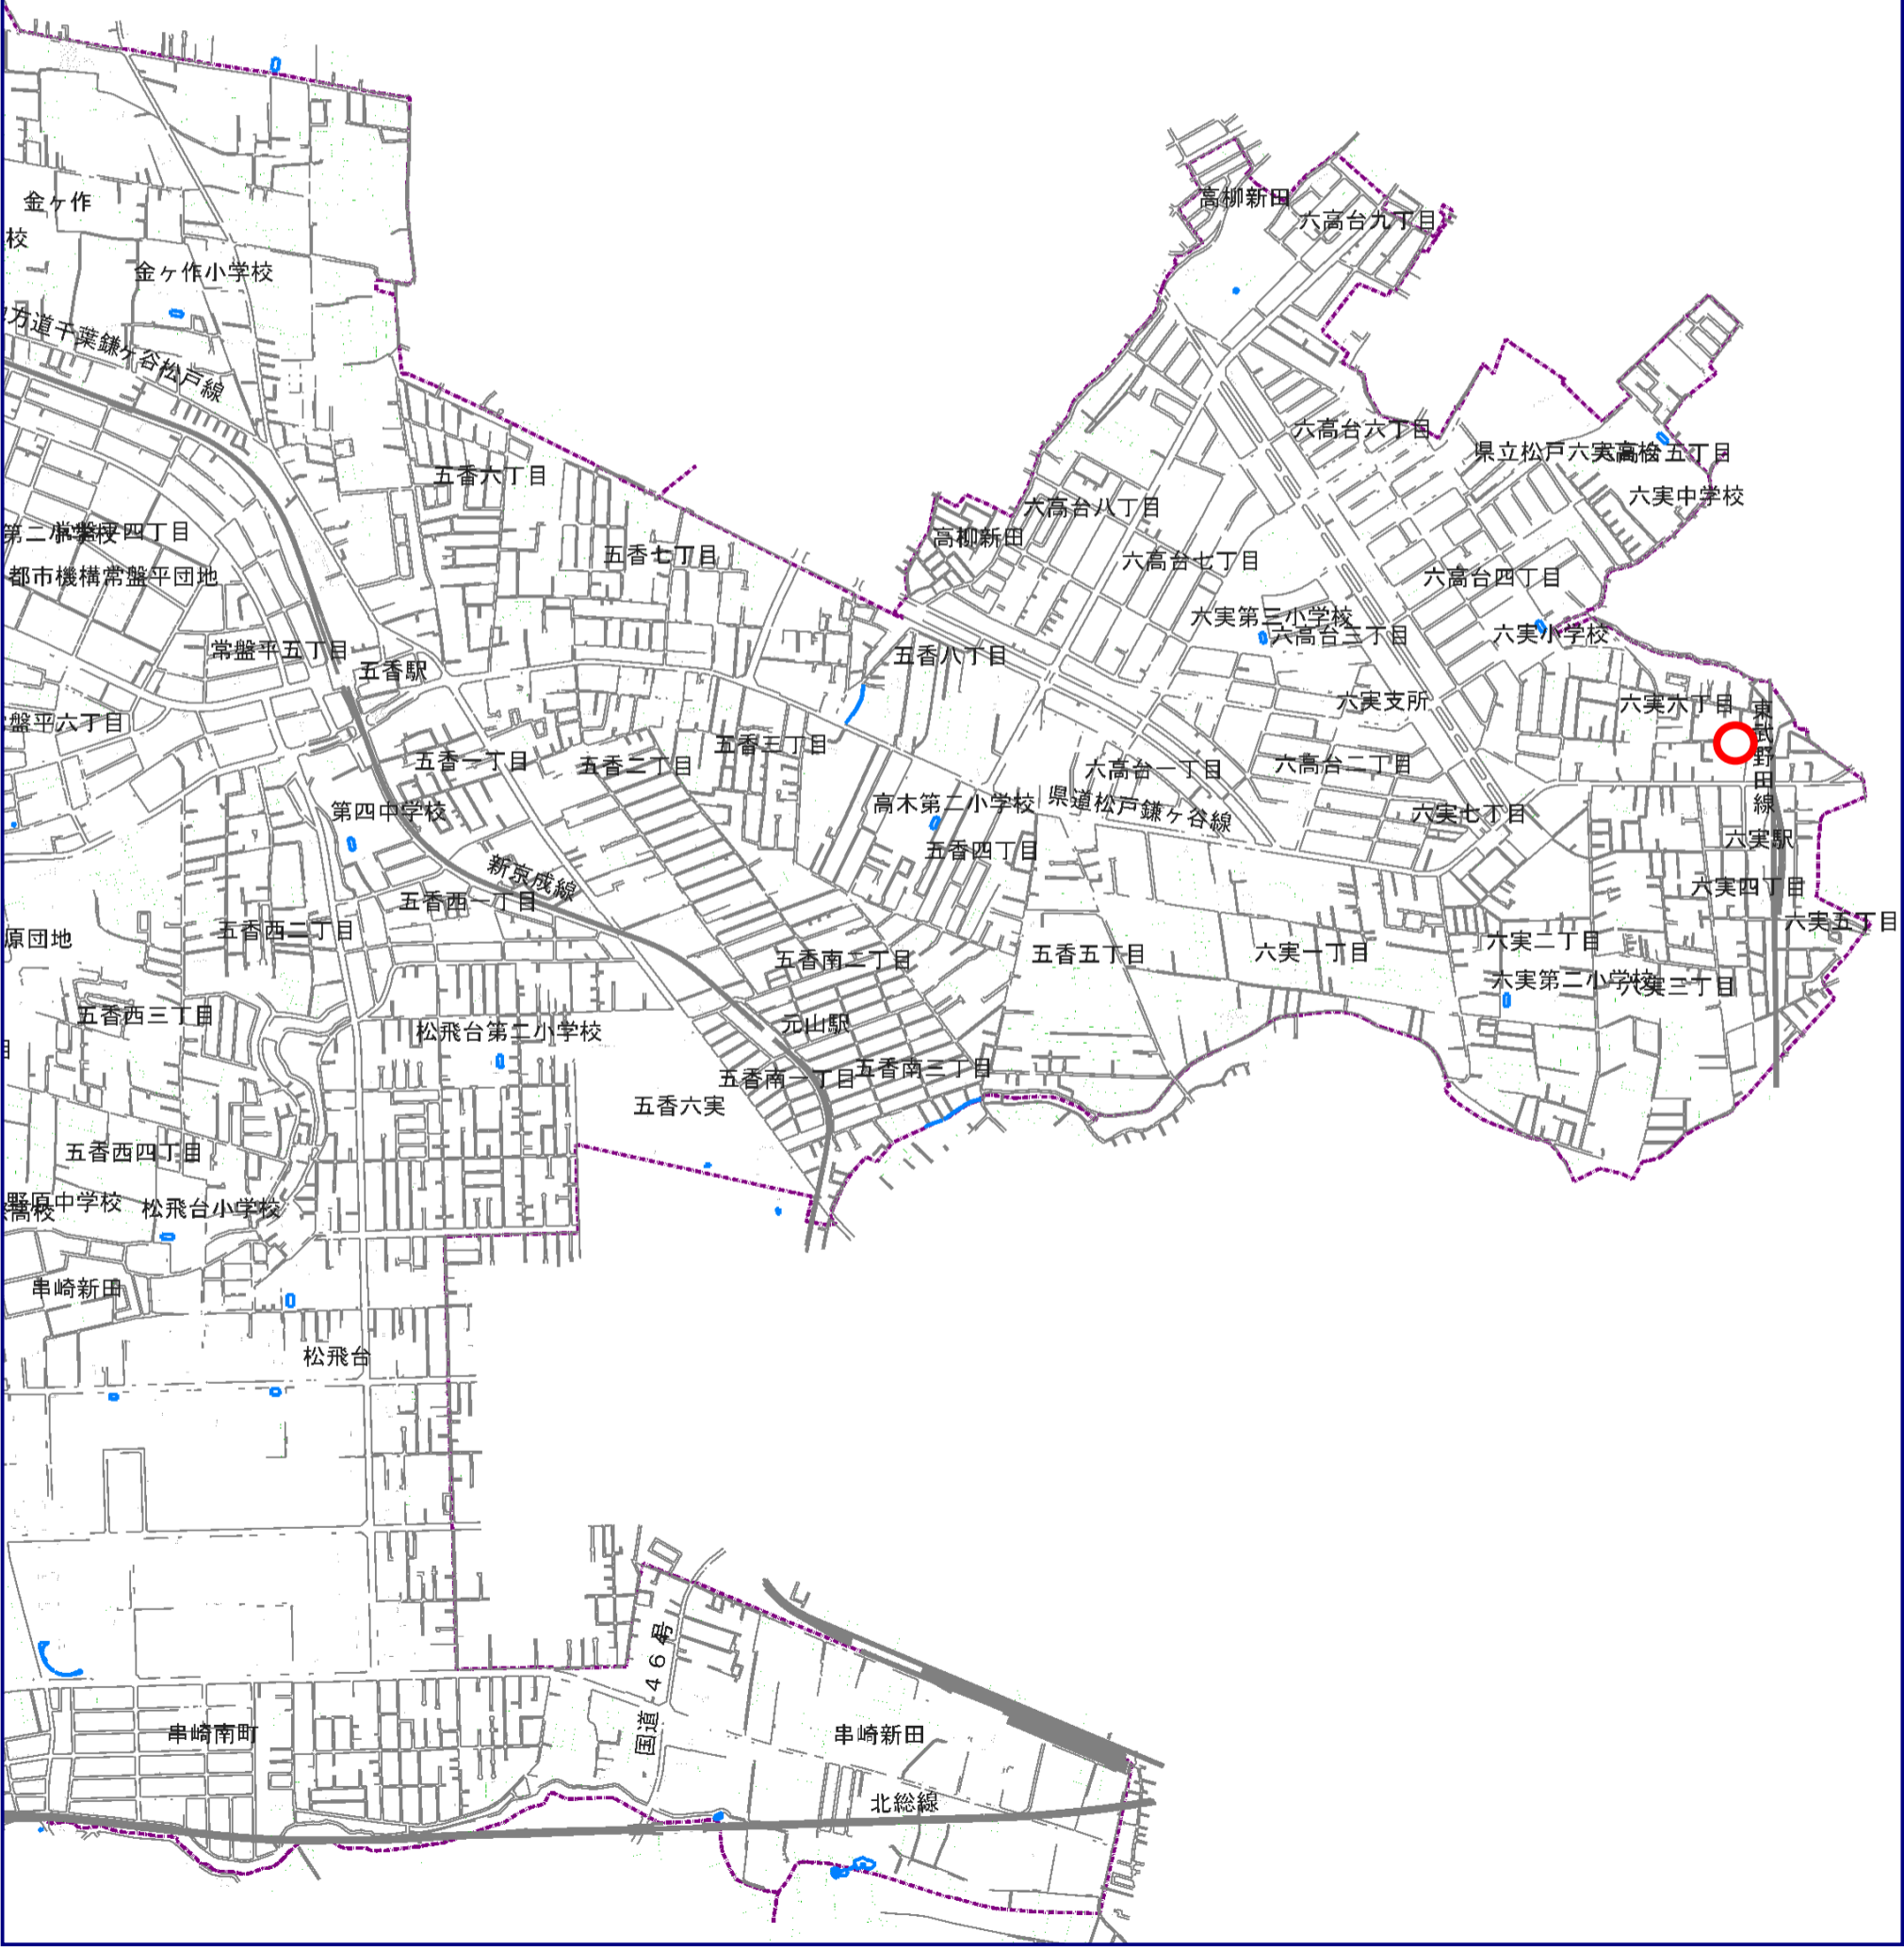 高柳新田
金ヶ作
六高台九丁目
校
金ヶ作小学校
方道千葉鎌ヶ谷松戸線
六高台六丁目
県立松戸六実高校
六高台五丁目
五香六丁目
六実中学校
六高台八丁目
第二小学校
常盤平四丁目
高柳新田
五香七丁目
六高台七丁目
都市機構常盤平団地
六高台四丁目
六実第三小学校
六高台三丁目
六実小学校
常盤平五丁目
五香八丁目
五香駅
六実支所
六実六丁目
東武野田線
盤平六丁目
五香三丁目
五香一丁目
五香二丁目
六高台一丁目
六高台二丁目
高木第二小学校
県道松戸鎌ヶ谷線
第四中学校
六実七丁目
六実駅
五香四丁目
新京成線
六実四丁目
五香西一丁目
六実五丁目
五香西二丁目
原団地
六実二丁目
五香五丁目
六実一丁目
五香南二丁目
六実第二小学校
六実三丁目
五香西三丁目
元山駅
松飛台第二小学校
目
五香南三丁目
五香南一丁目
五香六実
五香西四丁目
野原中学校
高校
松飛台小学校
串崎新田
松飛台
国道464号
串崎南町
串崎新田
北総線